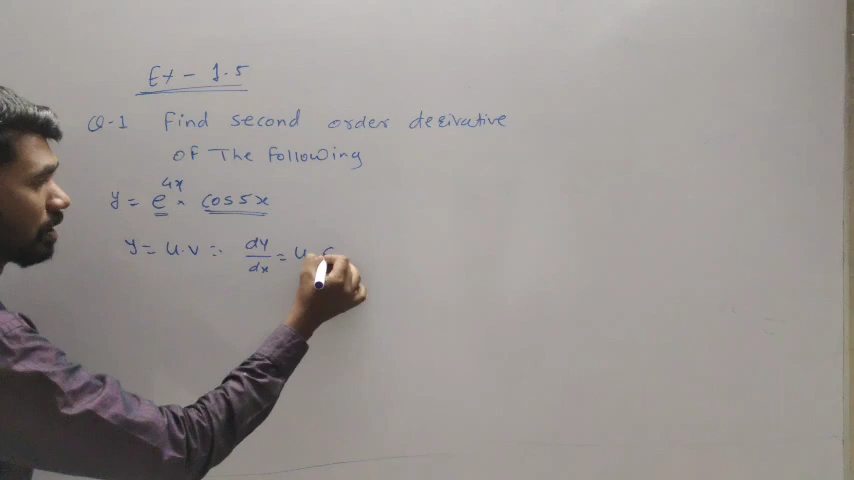 Ex - 1.5
Q-1 Find second order derivative
OF The Following
y = e^4x · cos5x
y = u.v ∴ dy/dx = u